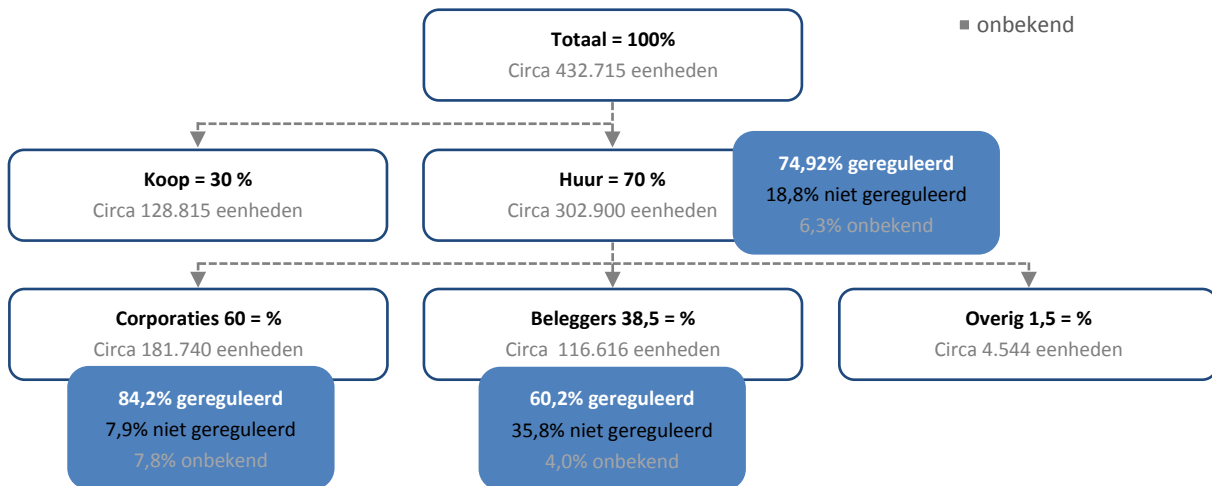 ■ onbekend
Totaal = 100%
Circa 432.715 eenheden
Koop = 30 %
Circa 128.815 eenheden
Huur = 70 %
Circa 302.900 eenheden
74,92% gereguleerd
18,8% niet gereguleerd
6,3% onbekend
Corporaties 60 = %
Circa 181.740 eenheden
84,2% gereguleerd
7,9% niet gereguleerd
7,8% onbekend
Beleggers 38,5 = %
Circa  116.616 eenheden
60,2% gereguleerd
35,8% niet gereguleerd
4,0% onbekend
Overig 1,5 = %
Circa 4.544 eenheden